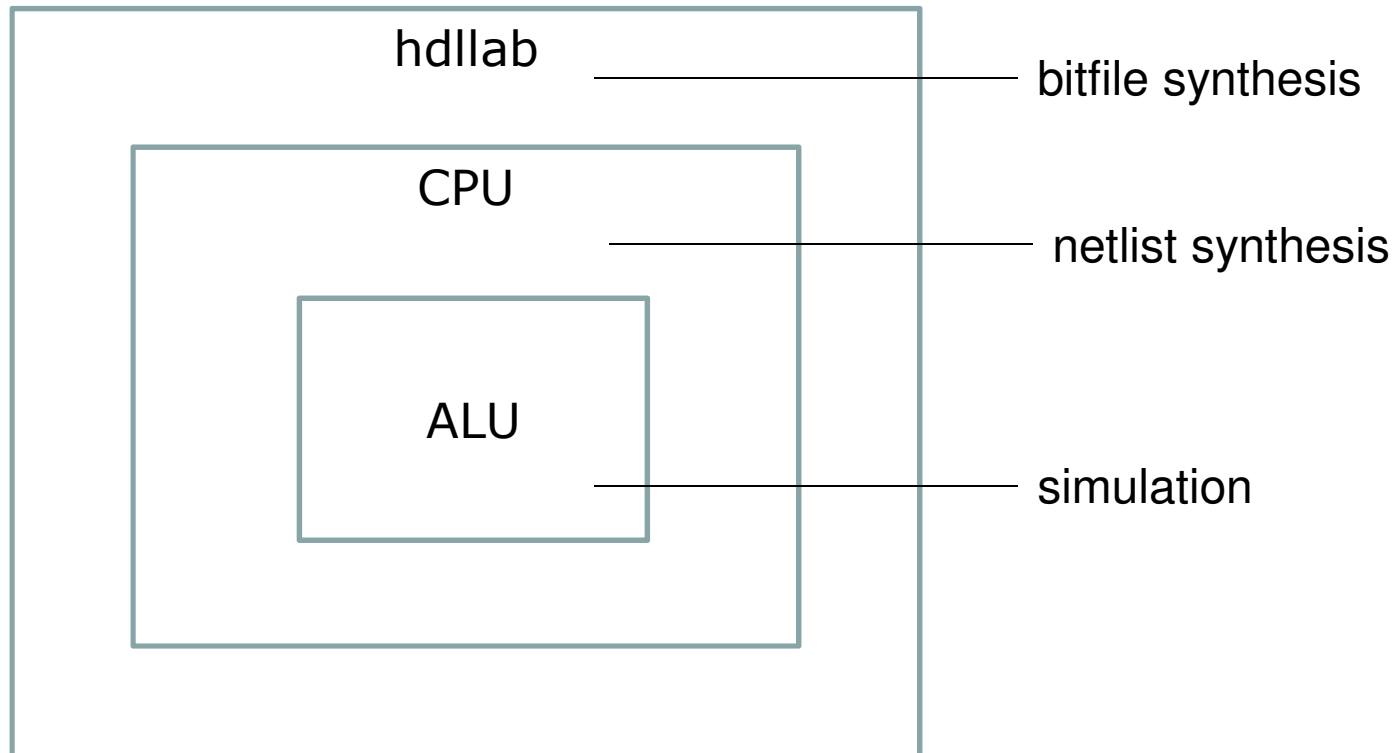 hdllab
bitfile synthesis
CPU
netlist synthesis
ALU
simulation